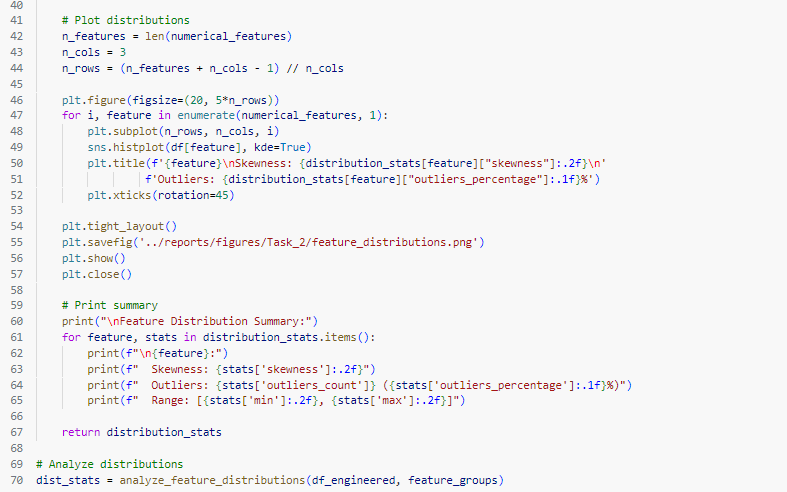 40
41     # Plot distributions
42     n_features = len(numerical_features)
43     n_cols = 3
44     n_rows = (n_features + n_cols - 1) // n_cols
45
46     plt.figure(figsize=(20, 5*n_rows))
47     for i, feature in enumerate(numerical_features, 1):
48         plt.subplot(n_rows, n_cols, i)
49         sns.histplot(df[feature], kde=True)
50         plt.title(f'{feature}\nSkewness: {distribution_stats[feature]["skewness"]:.2f}\n'
51                  f'Outliers: {distribution_stats[feature]["outliers_percentage"]:.1f}%')
52         plt.xticks(rotation=45)
53
54     plt.tight_layout()
55     plt.savefig('../reports/figures/Task_2/feature_distributions.png')
56     plt.show()
57     plt.close()
58
59     # Print summary
60     print("\nFeature Distribution Summary:")
61     for feature, stats in distribution_stats.items():
62         print(f"\n{feature}:")
63         print(f"  Skewness: {stats['skewness']:.2f}")
64         print(f"  Outliers: {stats['outliers_count']} ({stats['outliers_percentage']:.1f}%)")
65         print(f"  Range: [{stats['min']:.2f}, {stats['max']:.2f}]")
66
67     return distribution_stats
68
69 # Analyze distributions
70 dist_stats = analyze_feature_distributions(df_engineered, feature_groups)